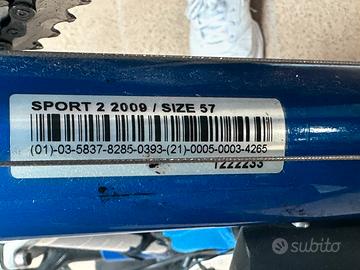 SPORT 2 2009 / SIZE 57
(01)-03-5837-8285-0393-(21)-0005-0003-4265
1222233
subito